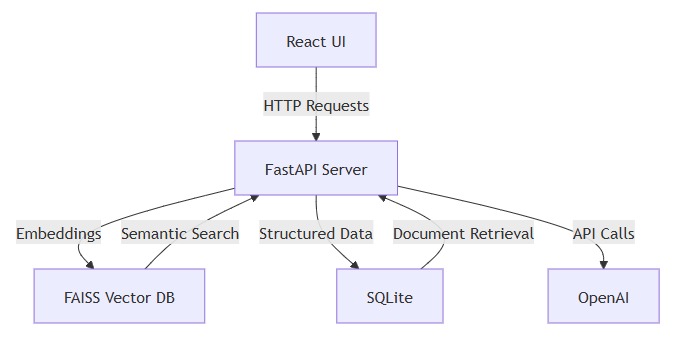 React UI
HTTP Requests
FastAPI Server
Embeddings
Semantic Search
Structured Data
Document Retrieval
API Calls
FAISS Vector DB
SQLite
OpenAI